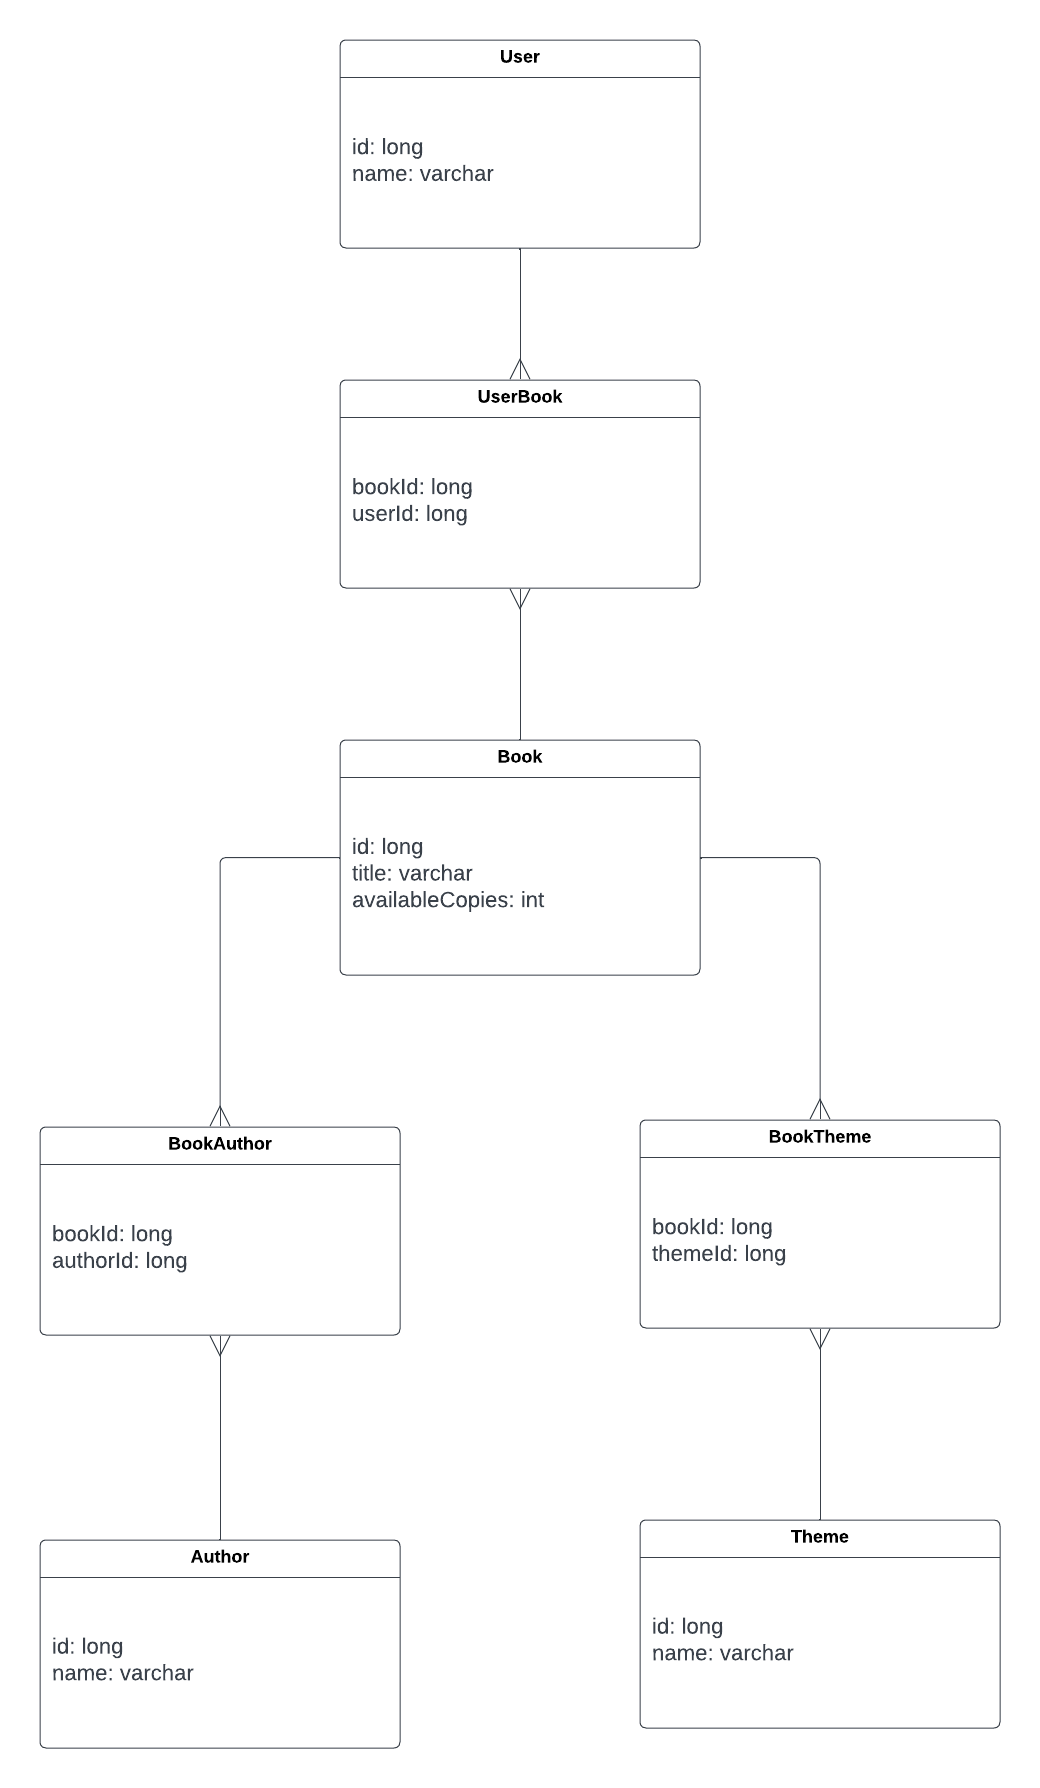 User
id: long
name: varchar
UserBook
bookId: long
userId: long
Book
id: long
title: varchar
availableCopies: int
BookAuthor
bookId: long
authorId: long
BookTheme
bookId: long
themeId: long
Author
id: long
name: varchar
Theme
id: long
name: varchar